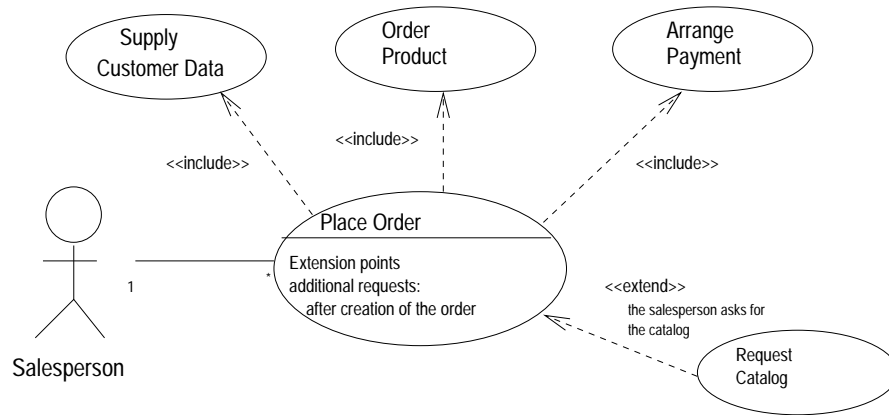 Supply
Customer Data
Order
Product
Arrange
Payment
<<include>>
<<include>>
<<include>>
Place Order
Extension points
additional requests:
after creation of the order
1
*
Salesperson
<<extend>>
the salesperson asks for
the catalog
Request
Catalog